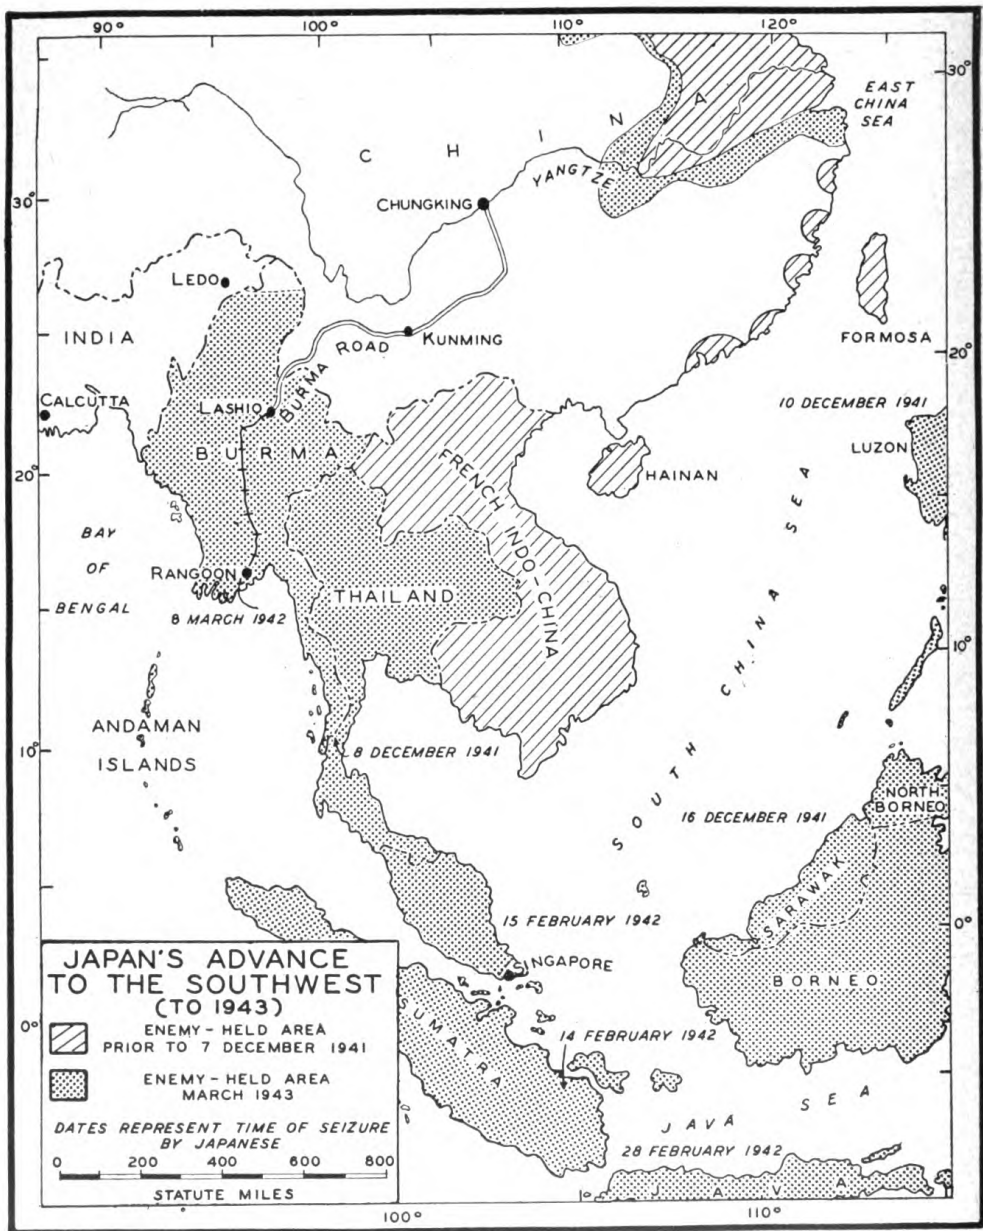 90°
100°
110°
120°
30°
EAST
CHINA
SEA
CHINA
YANGTZE
30°
CHUNGKING
LEDO
INDIA
BURMA ROAD
KUNMING
FORMOSA
20°
CALCUTTA
LASHIO
10 DECEMBER 1941
BURMA
LUZON
20°
FRENCH INDO-CHINA
HAINAN
BAY
OF
BENGAL
RANGOON
THAILAND
8 MARCH 1942
SOUTH CHINA SEA
10°
ANDAMAN
ISLANDS
10°
8 DECEMBER 1941
NORTH
BORNEO
16 DECEMBER 1941
SARAWAK
15 FEBRUARY 1942
0°
SINGAPORE
BORNEO
SUMATRA
14 FEBRUARY 1942
0°
JAVA SEA
28 FEBRUARY 1942
JAVA
JAPAN'S ADVANCE
TO THE SOUTHWEST
(TO 1943)
ENEMY-HELD AREA
PRIOR TO 7 DECEMBER 1941
ENEMY-HELD AREA
MARCH 1943
DATES REPRESENT TIME OF SEIZURE
BY JAPANESE
0 200 400 600 800
STATUTE MILES
100°
110°